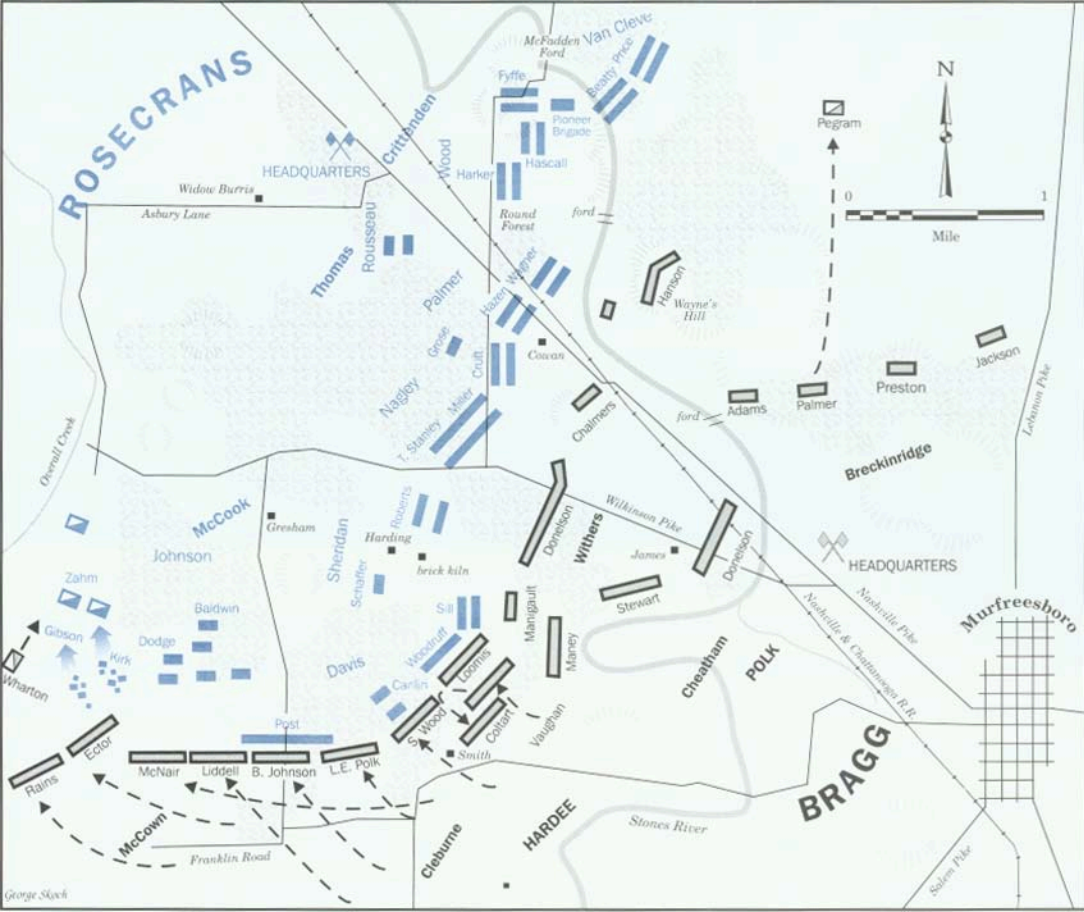 ROSECRANS
Crittenden
Wood
HEADQUARTERS
Widow Burris
Asbury Lane
Rousseau
Thomas
Palmer
Nagley
McFadden
Ford
Van Cleve
Price
Beatty
Fyffe
Pioneer
Brigade
Hascall
Harker
Round
Forest
ford
Wagner
Hazen
Grose
Cruft
Cowan
Miller
T. Stanley
Hanson
Wayne's
Hill
Pegram
N
0
1
Mile
Chalmers
ford
Adams
Palmer
Preston
Jackson
Breckinridge
Lebanon Pike
Overall Creek
McCook
Johnson
Gresham
Sheridan
Harding
Roberts
brick kiln
Schaffer
Donelson
Withers
Wilkinson Pike
James
Donelson
HEADQUARTERS
Murfreesboro
Nashville Pike
Nashville & Chattanooga R.R.
Stewart
Manigault
Maney
Cheatham
POLK
Zahm
Gibson
Kirk
Baldwin
Dodge
Davis
Sill
Woodruff
Carlin
Loomis
Coltart
Vaughan
S. Wood
Smith
Wharton
Post
Rains
Ector
McNair
Liddell
B. Johnson
L.E. Polk
McCown
Franklin Road
Cleburne
HARDEE
Stones River
BRAGG
Salem Pike
George Skoch